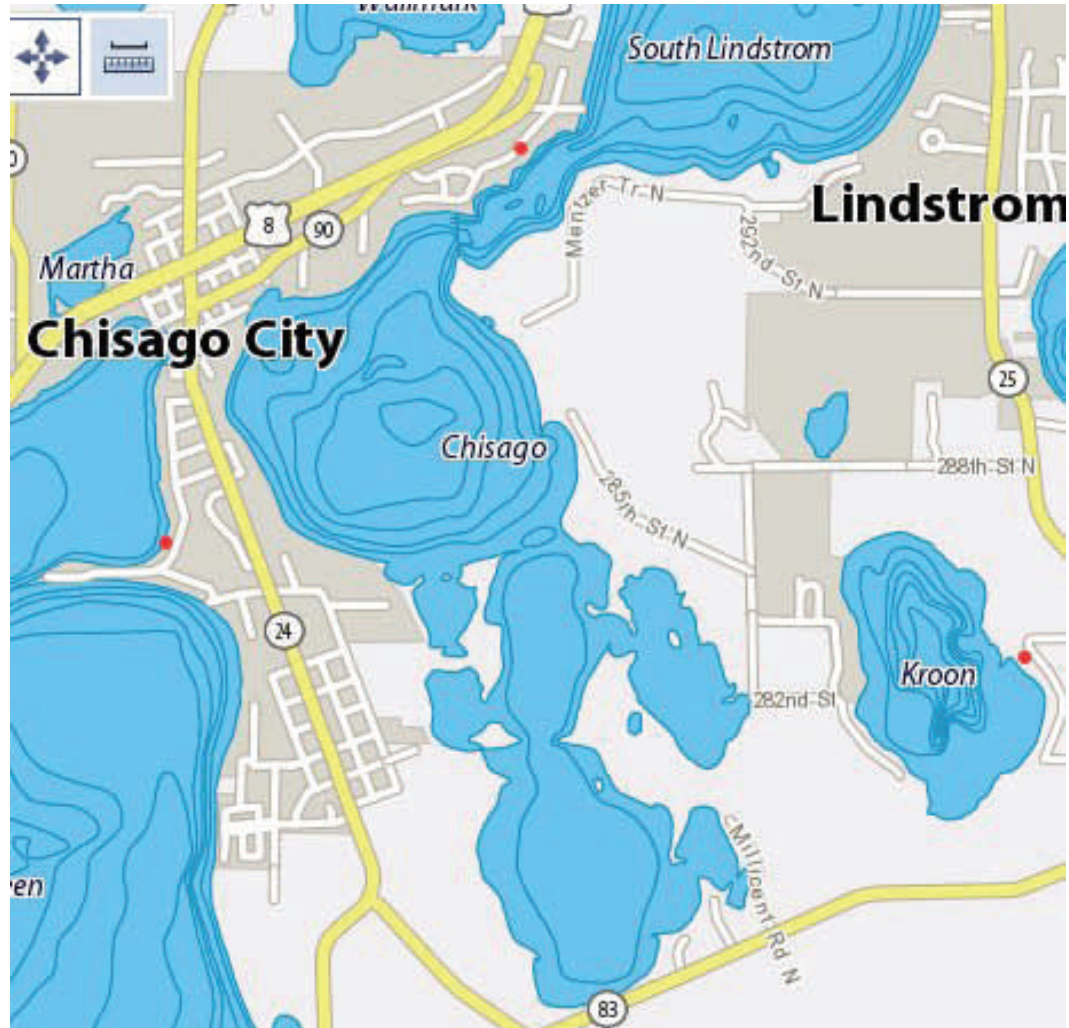 South Lindstrom
Mentzer Tr N
Lindstrom
292nd St N
8
90
Martha
Chisago City
25
Chisago
288th St N
285th St N
24
Kroon
282nd St
Millicent Rd N
83